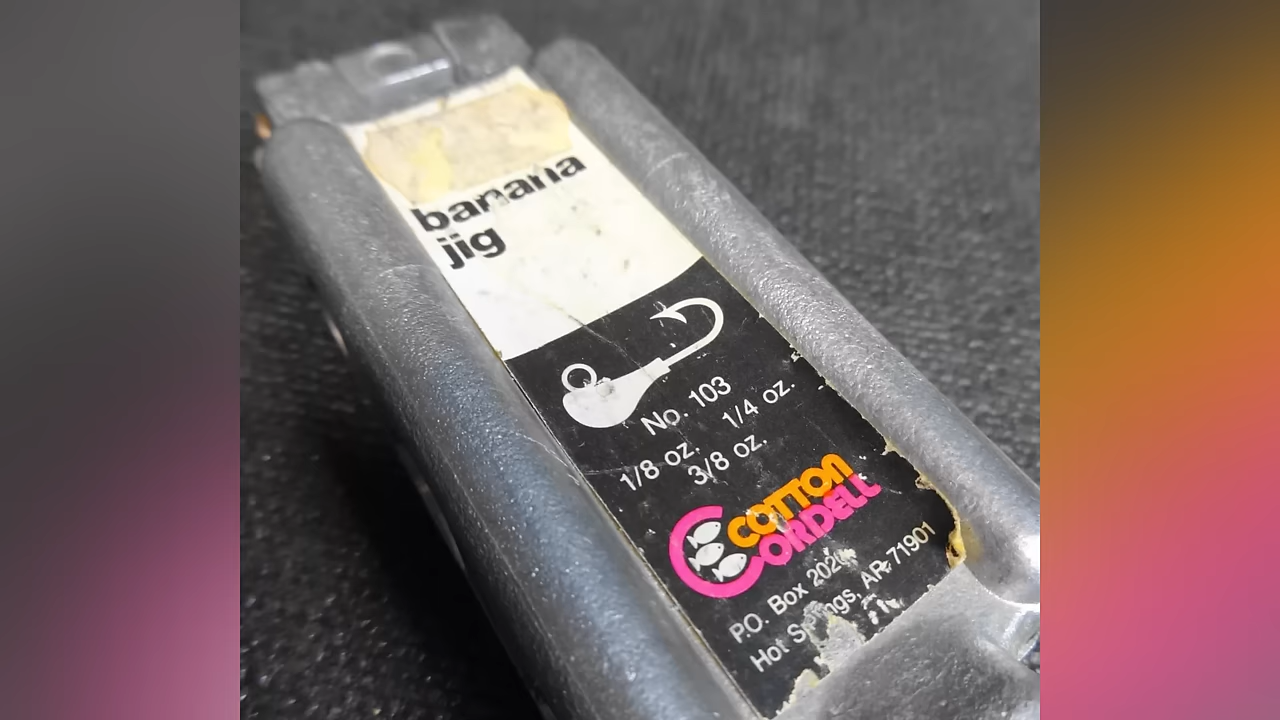 banana
jig
No. 103
1/8 oz. 1/4 oz.
3/8 oz.
COTTON
CORDELL
P.O. Box
Hot Springs, AR 71901